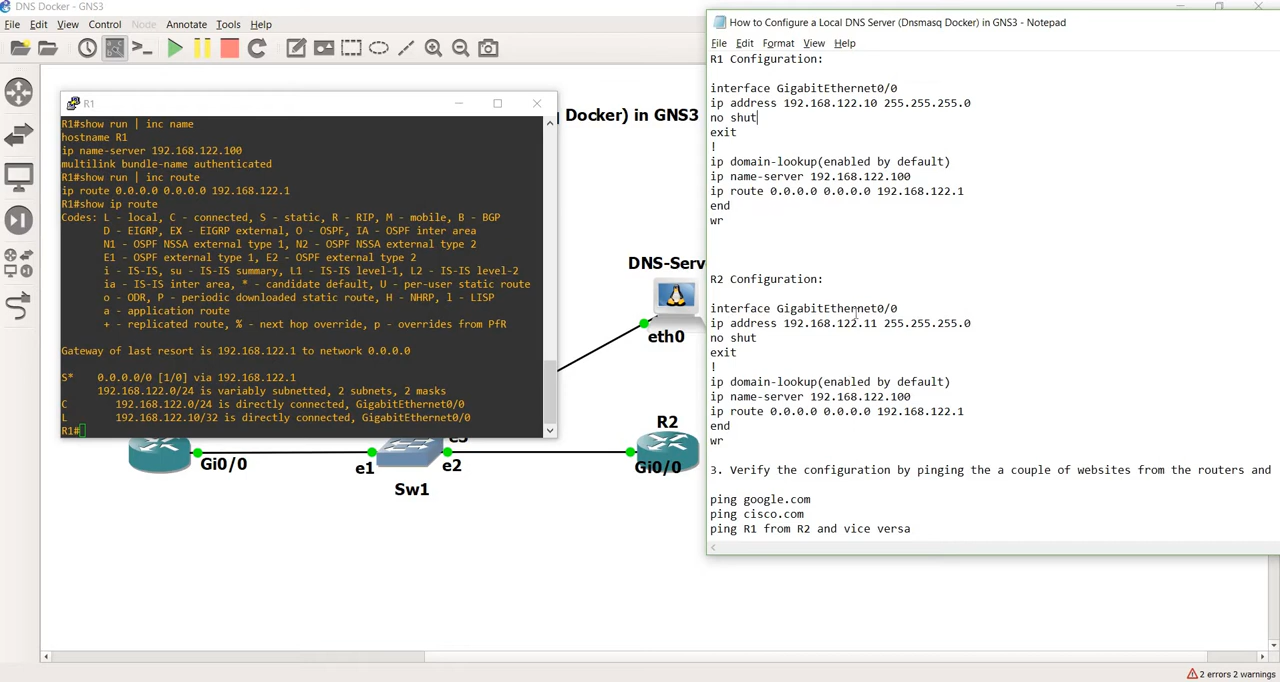 DNS Docker - GNS3
File Edit View Control Node Annotate Tools Help
Docker) in GNS3
R1
R1#show run | inc name
hostname R1
ip name-server 192.168.122.100
multilink bundle-name authenticated
R1#show run | inc route
ip route 0.0.0.0 0.0.0.0 192.168.122.1
R1#show ip route
Codes: L - local, C - connected, S - static, R - RIP, M - mobile, B - BGP
D - EIGRP, EX - EIGRP external, O - OSPF, IA - OSPF inter area
N1 - OSPF NSSA external type 1, N2 - OSPF NSSA external type 2
E1 - OSPF external type 1, E2 - OSPF external type 2
i - IS-IS, su - IS-IS summary, L1 - IS-IS level-1, L2 - IS-IS level-2
ia - IS-IS inter area, * - candidate default, U - per-user static route
o - ODR, P - periodic downloaded static route, H - NHRP, l - LISP
a - application route
+ - replicated route, % - next hop override, p - overrides from PfR
Gateway of last resort is 192.168.122.1 to network 0.0.0.0
S* 0.0.0.0/0 [1/0] via 192.168.122.1
192.168.122.0/24 is variably subnetted, 2 subnets, 2 masks
C 192.168.122.0/24 is directly connected, GigabitEthernet0/0
L 192.168.122.10/32 is directly connected, GigabitEthernet0/0
R1#
DNS-Serv
eth0
R2
Gi0/0
e1
e2
Gi0/0
Sw1
How to Configure a Local DNS Server (Dnsmasq Docker) in GNS3 - Notepad
File Edit Format View Help
R1 Configuration:
interface GigabitEthernet0/0
ip address 192.168.122.10 255.255.255.0
no shut
exit
!
ip domain-lookup(enabled by default)
ip name-server 192.168.122.100
ip route 0.0.0.0 0.0.0.0 192.168.122.1
end
wr
R2 Configuration:
interface GigabitEthernet0/0
ip address 192.168.122.11 255.255.255.0
no shut
exit
!
ip domain-lookup(enabled by default)
ip name-server 192.168.122.100
ip route 0.0.0.0 0.0.0.0 192.168.122.1
end
wr
3. Verify the configuration by pinging the a couple of websites from the routers and
ping google.com
ping cisco.com
ping R1 from R2 and vice versa
2 errors 2 warnings